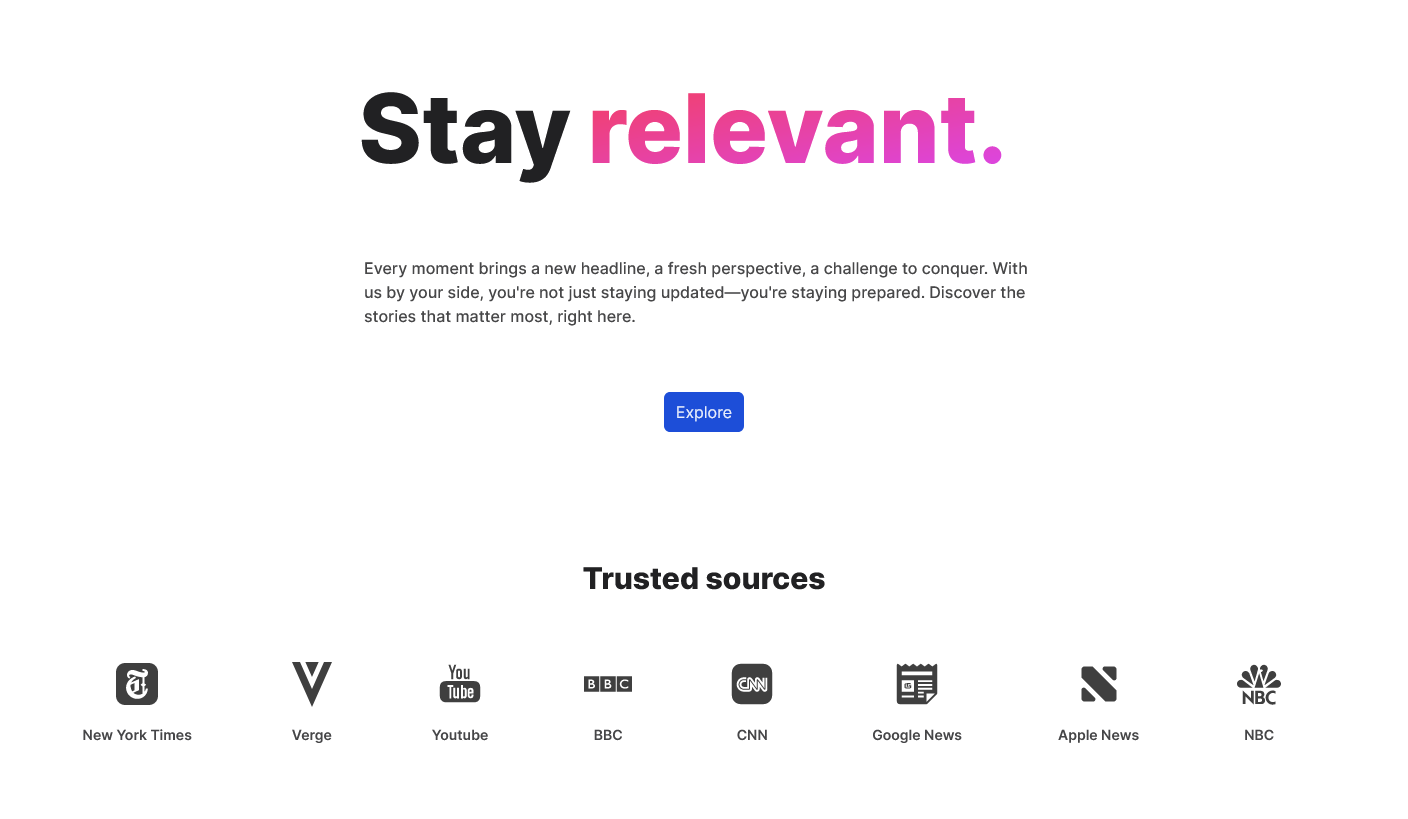 Stay relevant.
Every moment brings a new headline, a fresh perspective, a challenge to conquer. With
us by your side, you're not just staying updated—you're staying prepared. Discover the
stories that matter most, right here.
Explore
Trusted sources
T
You
Tube
BBC
CNN
NBC
New York Times
Verge
Youtube
BBC
CNN
Google News
Apple News
NBC